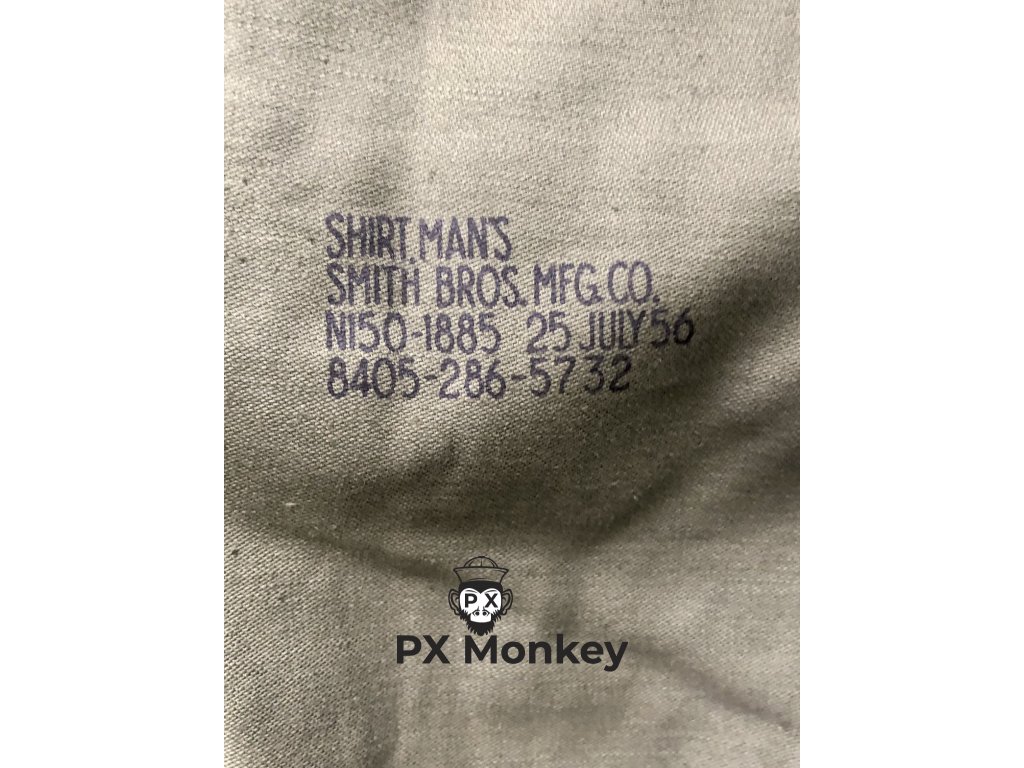 SHIRT, MAN'S
SMITH BROS. MFG. CO.
N150-1885 25 JULY 56
8405-286-5732
PX
PX Monkey